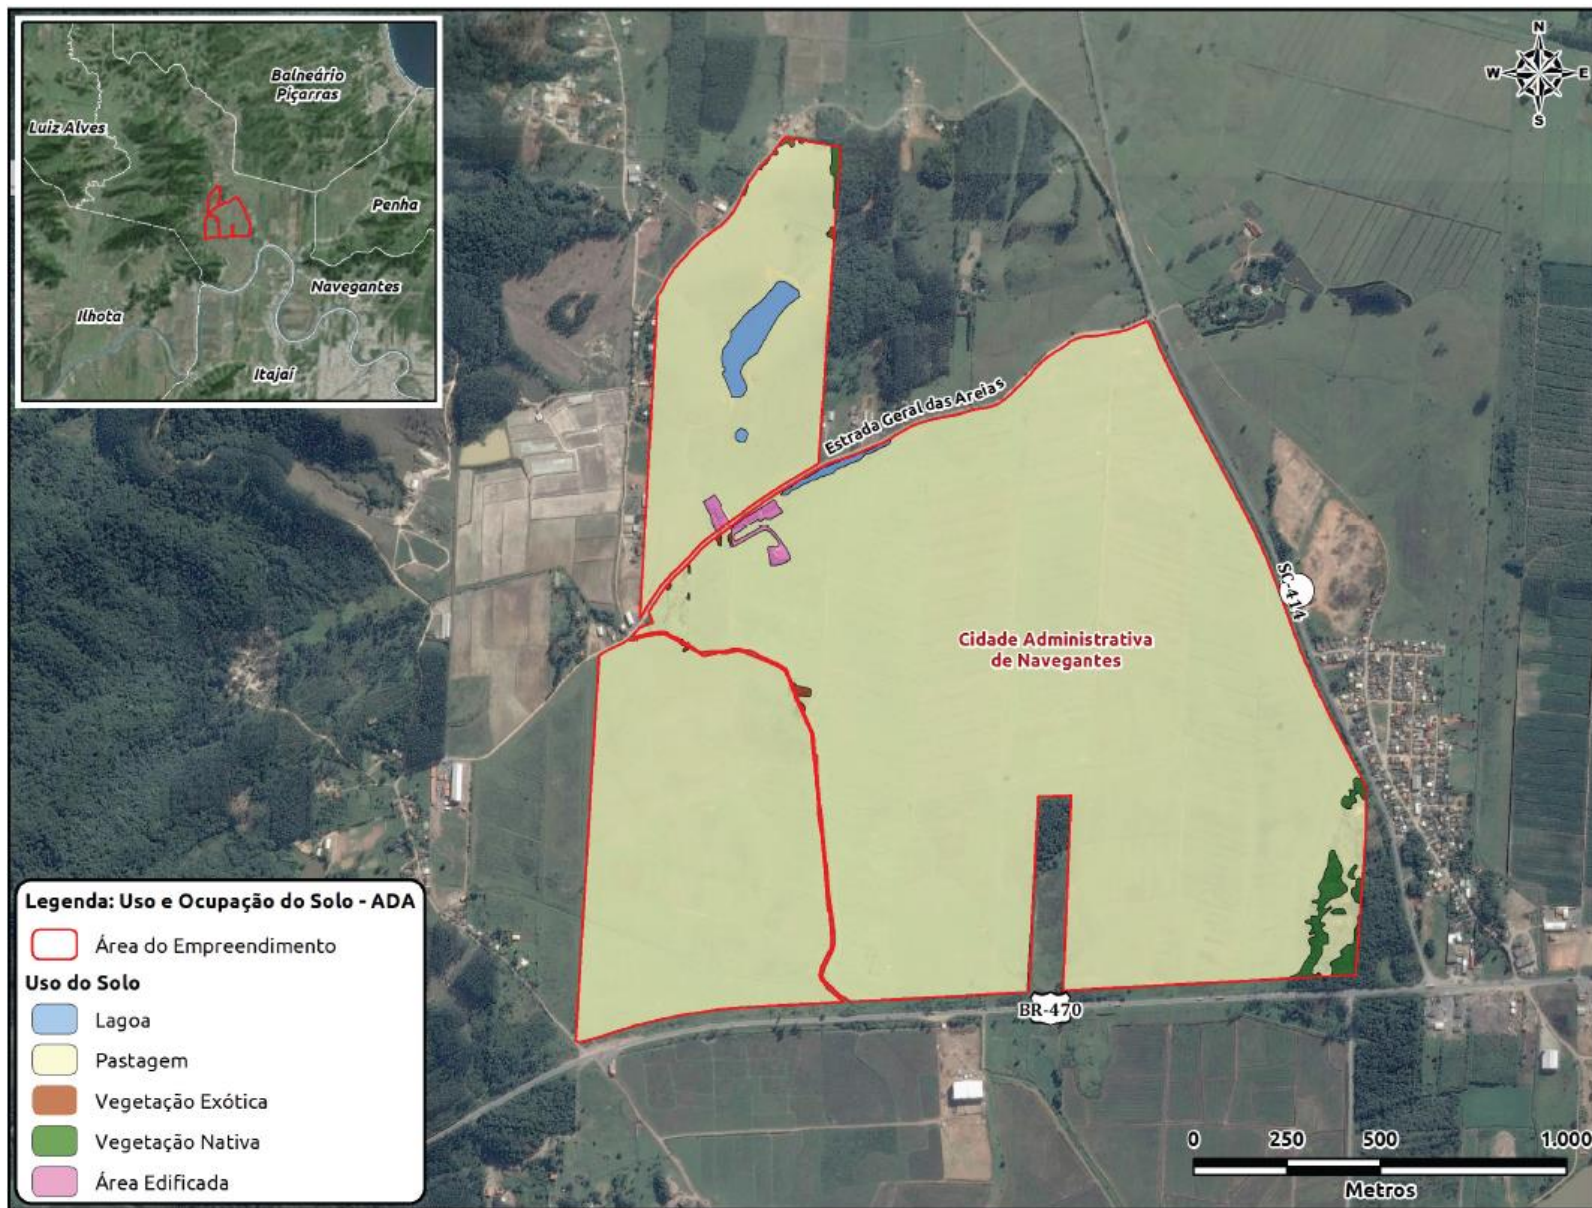 Balneário
Piçarras
Luiz Alves
Penha
Navegantes
Ilhota
Itajaí
N
W
E
S
Estrada Geral das Areias
SC-414
Cidade Administrativa
de Navegantes
BR-470
Legenda: Uso e Ocupação do Solo - ADA
Área do Empreendimento
Uso do Solo
Lagoa
Pastagem
Vegetação Exótica
Vegetação Nativa
Área Edificada
0 250 500 1.000
Metros